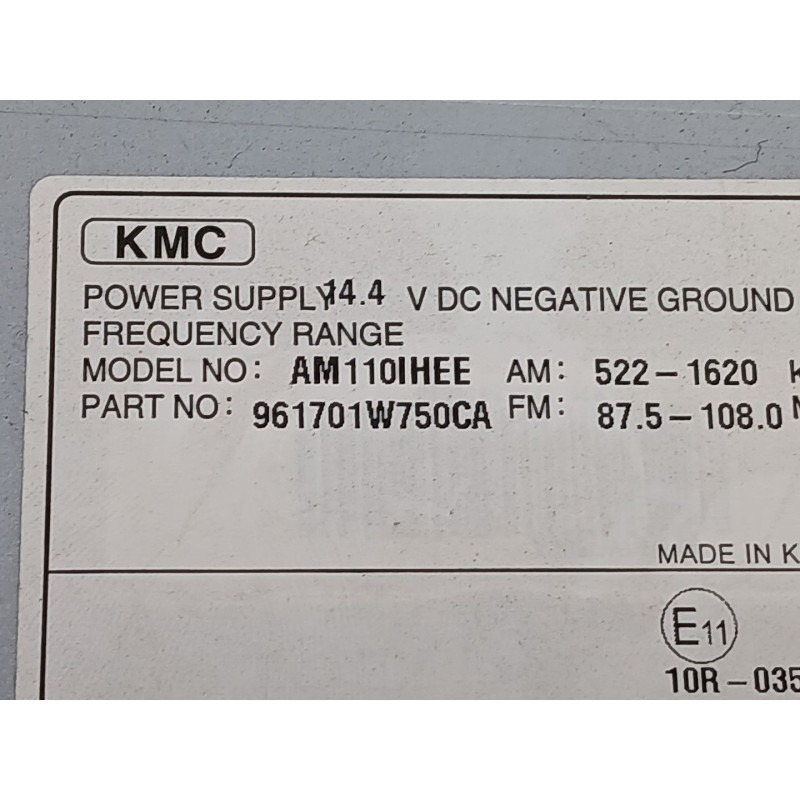 KMC
POWER SUPPLY 14.4 V DC NEGATIVE GROUND
FREQUENCY RANGE
MODEL NO: AM110IHEE AM: 522-1620 K
PART NO: 961701W750CA FM: 87.5-108.0 M
MADE IN K
E11
10R-035